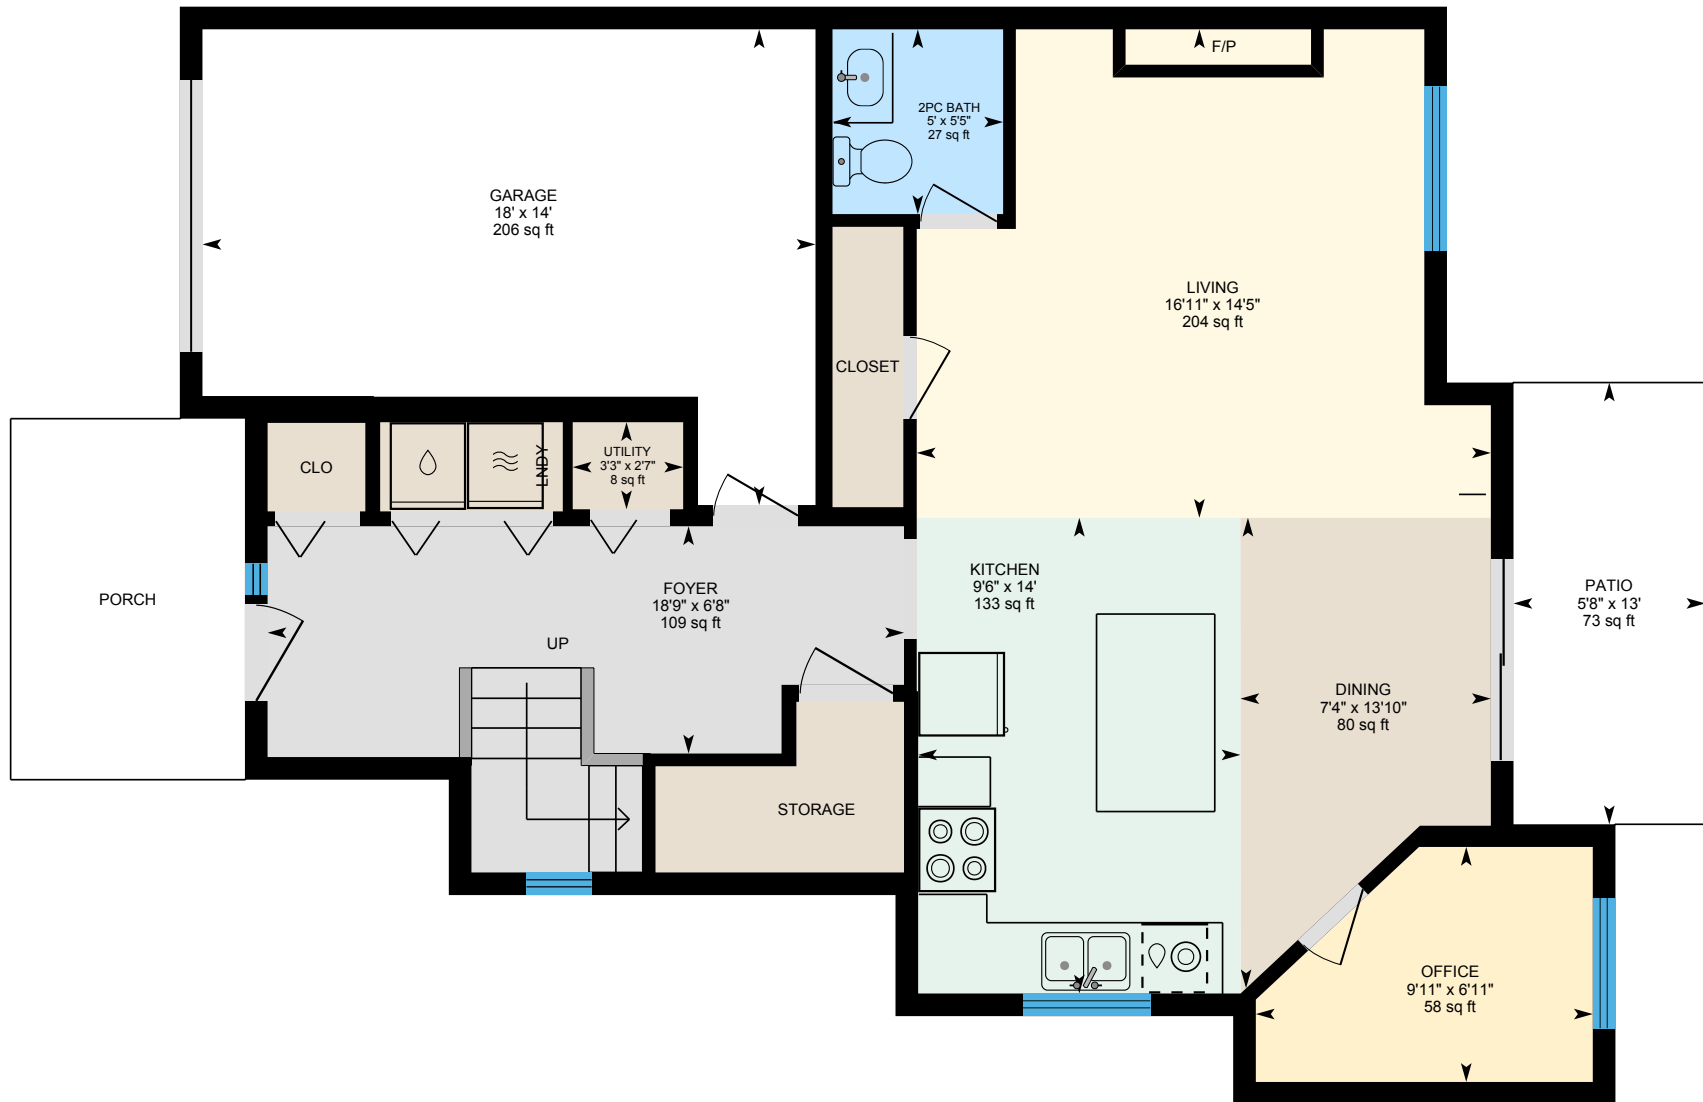 F/P
2PC BATH
5' x 5'5"
27 sq ft
GARAGE
18' x 14'
206 sq ft
LIVING
16'11" x 14'5"
204 sq ft
CLOSET
CLO
LNDY
UTILITY
3'3" x 2'7"
8 sq ft
PORCH
FOYER
18'9" x 6'8"
109 sq ft
UP
KITCHEN
9'6" x 14'
133 sq ft
PATIO
5'8" x 13'
73 sq ft
DINING
7'4" x 13'10"
80 sq ft
STORAGE
OFFICE
9'11" x 6'11"
58 sq ft